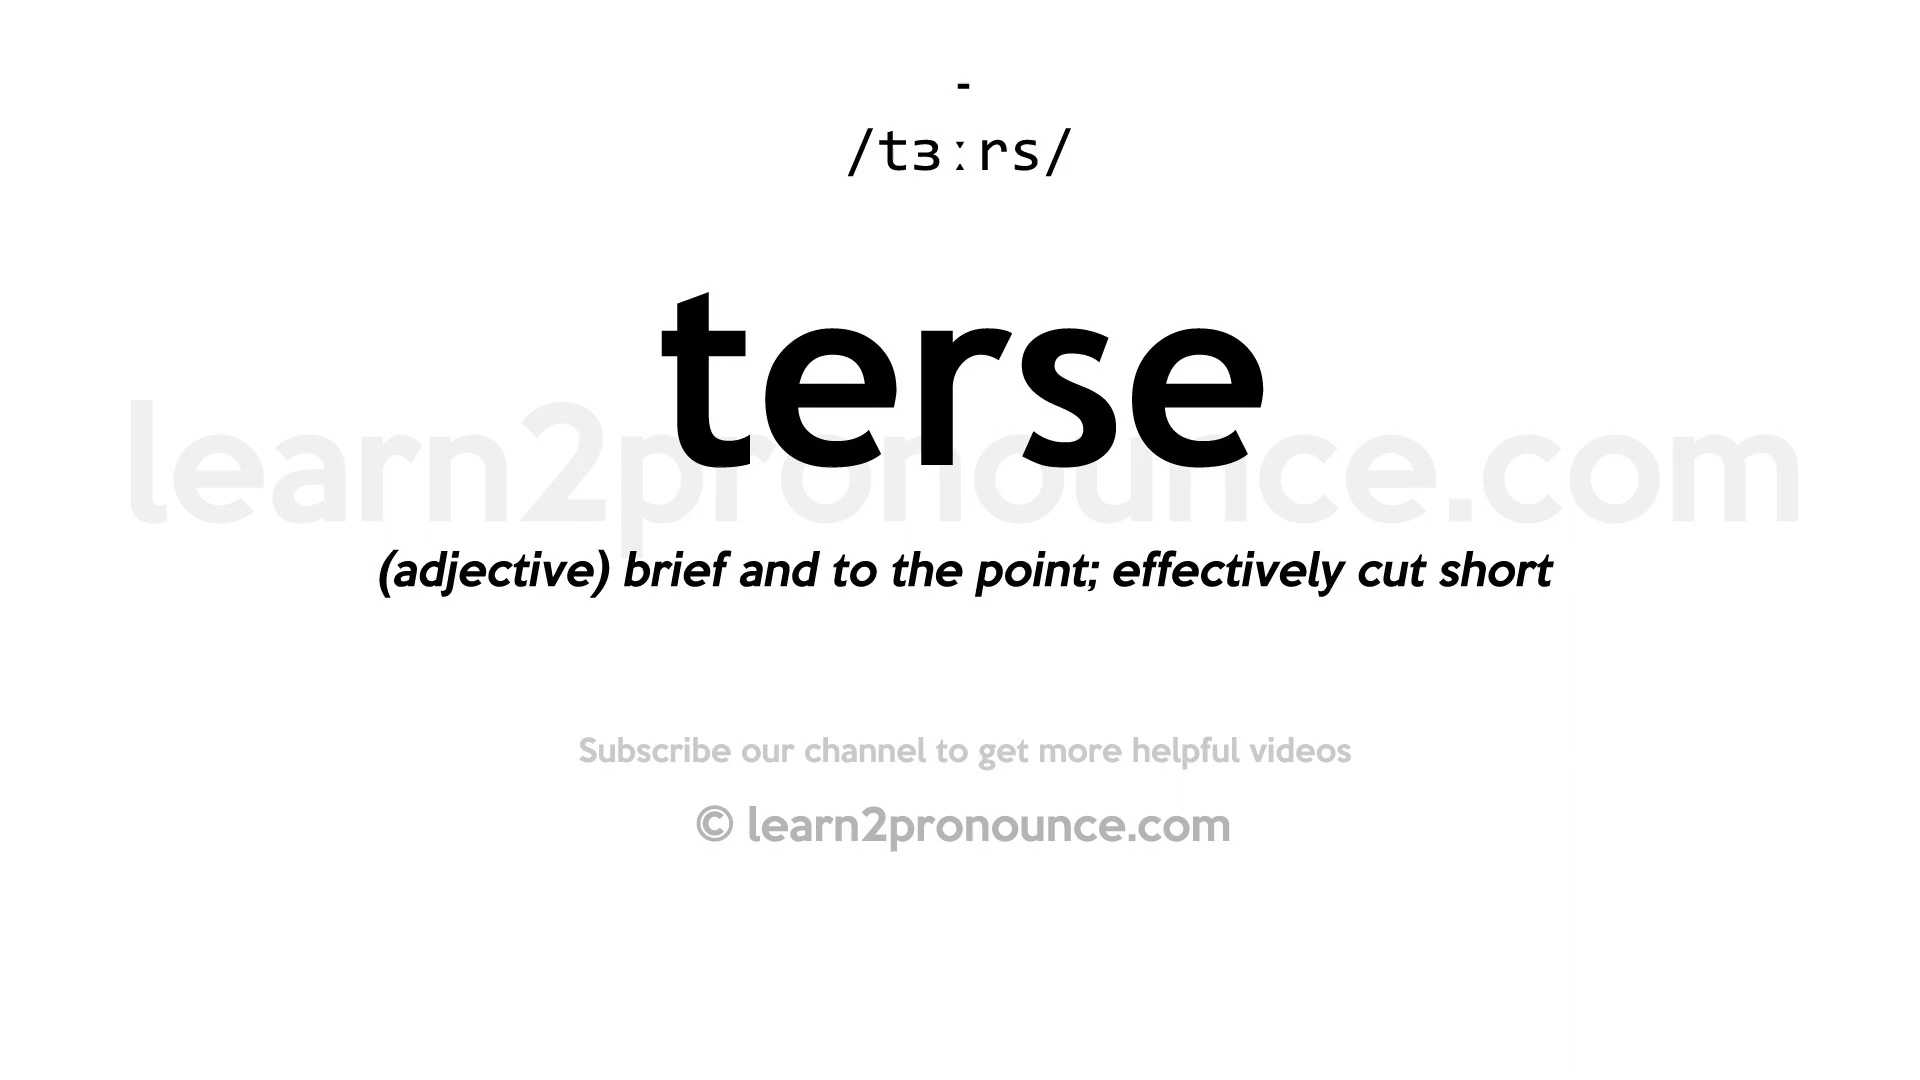 -
/tɜːrs/
terse
learn2pronounce.com
(adjective) brief and to the point; effectively cut short
Subscribe our channel to get more helpful videos
© learn2pronounce.com